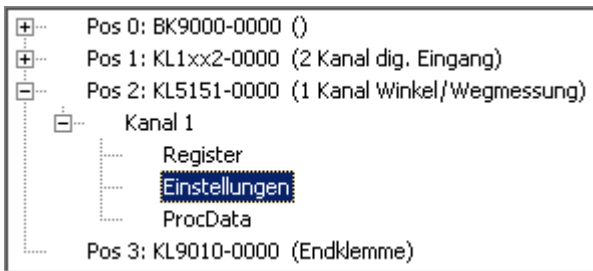 Pos 0: BK9000-0000 ()
Pos 1: KL1xx2-0000 (2 Kanal dig. Eingang)
Pos 2: KL5151-0000 (1 Kanal Winkel/Wegmessung)
Kanal 1
Register
Einstellungen
ProcData
Pos 3: KL9010-0000 (Endklemme)